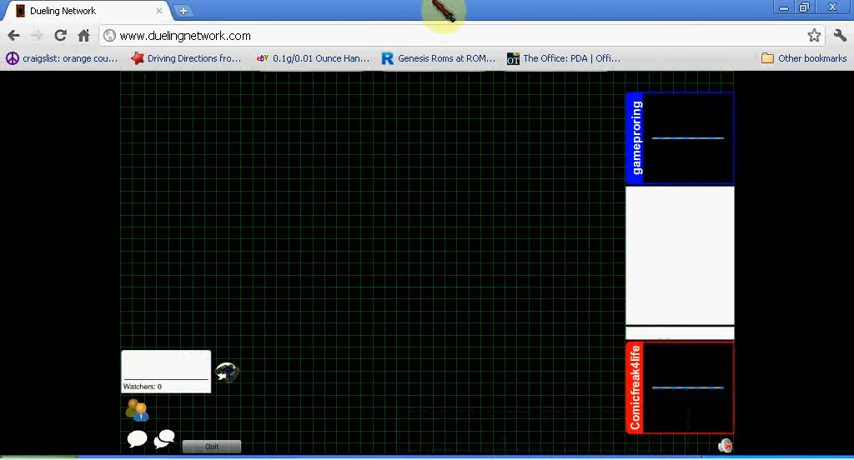 Dueling Network
www.duelingnetwork.com
craigslist: orange cou...
Driving Directions fro...
0.1g/0.01 Ounce Han...
Genesis Roms at ROM...
The Office: PDA | Offi...
Other bookmarks
gameproring
Watchers: 0
Comicfreak4life
Quit